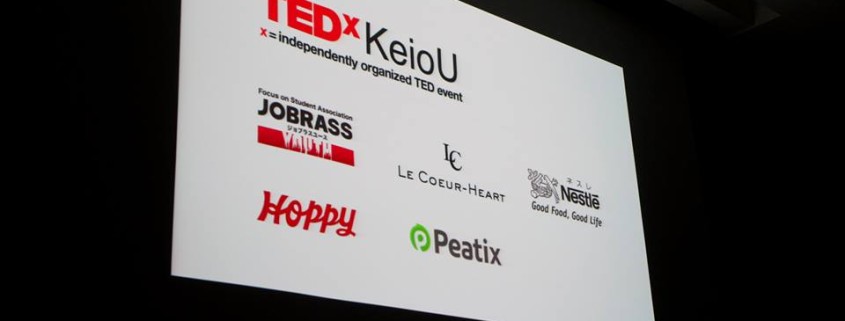 TEDx KeioU
x = independently organized TED event
Focus on Student Association
JOBRASS
ジョブラスユース
YOUTH
LC
LE COEUR-HEART
ネスレ
Nestlé
Good Food, Good Life
HOPPY
Peatix